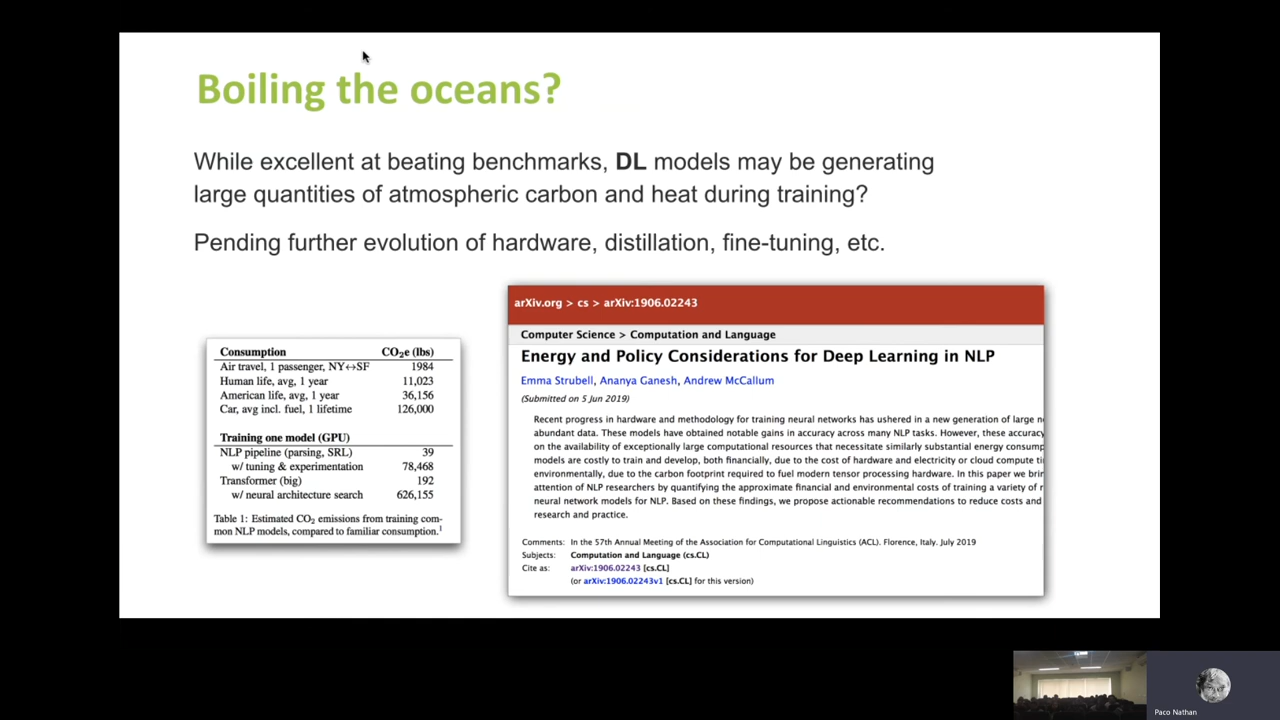 Boiling the oceans?
While excellent at beating benchmarks, DL models may be generating
large quantities of atmospheric carbon and heat during training?
Pending further evolution of hardware, distillation, fine-tuning, etc.
Consumption CO2e (lbs)
Air travel, 1 passenger, NY↔SF 1984
Human life, avg, 1 year 11,023
American life, avg, 1 year 36,156
Car, avg incl. fuel, 1 lifetime 126,000
Training one model (GPU)
NLP pipeline (parsing, SRL) 39
w/ tuning & experimentation 78,468
Transformer (big) 192
w/ neural architecture search 626,155
Table 1: Estimated CO2 emissions from training com-
mon NLP models, compared to familiar consumption.1
arXiv.org > cs > arXiv:1906.02243
Computer Science > Computation and Language
Energy and Policy Considerations for Deep Learning in NLP
Emma Strubell, Ananya Ganesh, Andrew McCallum
(Submitted on 5 Jun 2019)
Recent progress in hardware and methodology for training neural networks has ushered in a new generation of large n
abundant data. These models have obtained notable gains in accuracy across many NLP tasks. However, these accuracy
on the availability of exceptionally large computational resources that necessitate similarly substantial energy consump
models are costly to train and develop, both financially, due to the cost of hardware and electricity or cloud compute ti
environmentally, due to the carbon footprint required to fuel modern tensor processing hardware. In this paper we brin
attention of NLP researchers by quantifying the approximate financial and environmental costs of training a variety of r
neural network models for NLP. Based on these findings, we propose actionable recommendations to reduce costs and
research and practice.
Comments: In the 57th Annual Meeting of the Association for Computational Linguistics (ACL). Florence, Italy. July 2019
Subjects: Computation and Language (cs.CL)
Cite as: arXiv:1906.02243 [cs.CL]
(or arXiv:1906.02243v1 [cs.CL] for this version)
Paco Nathan